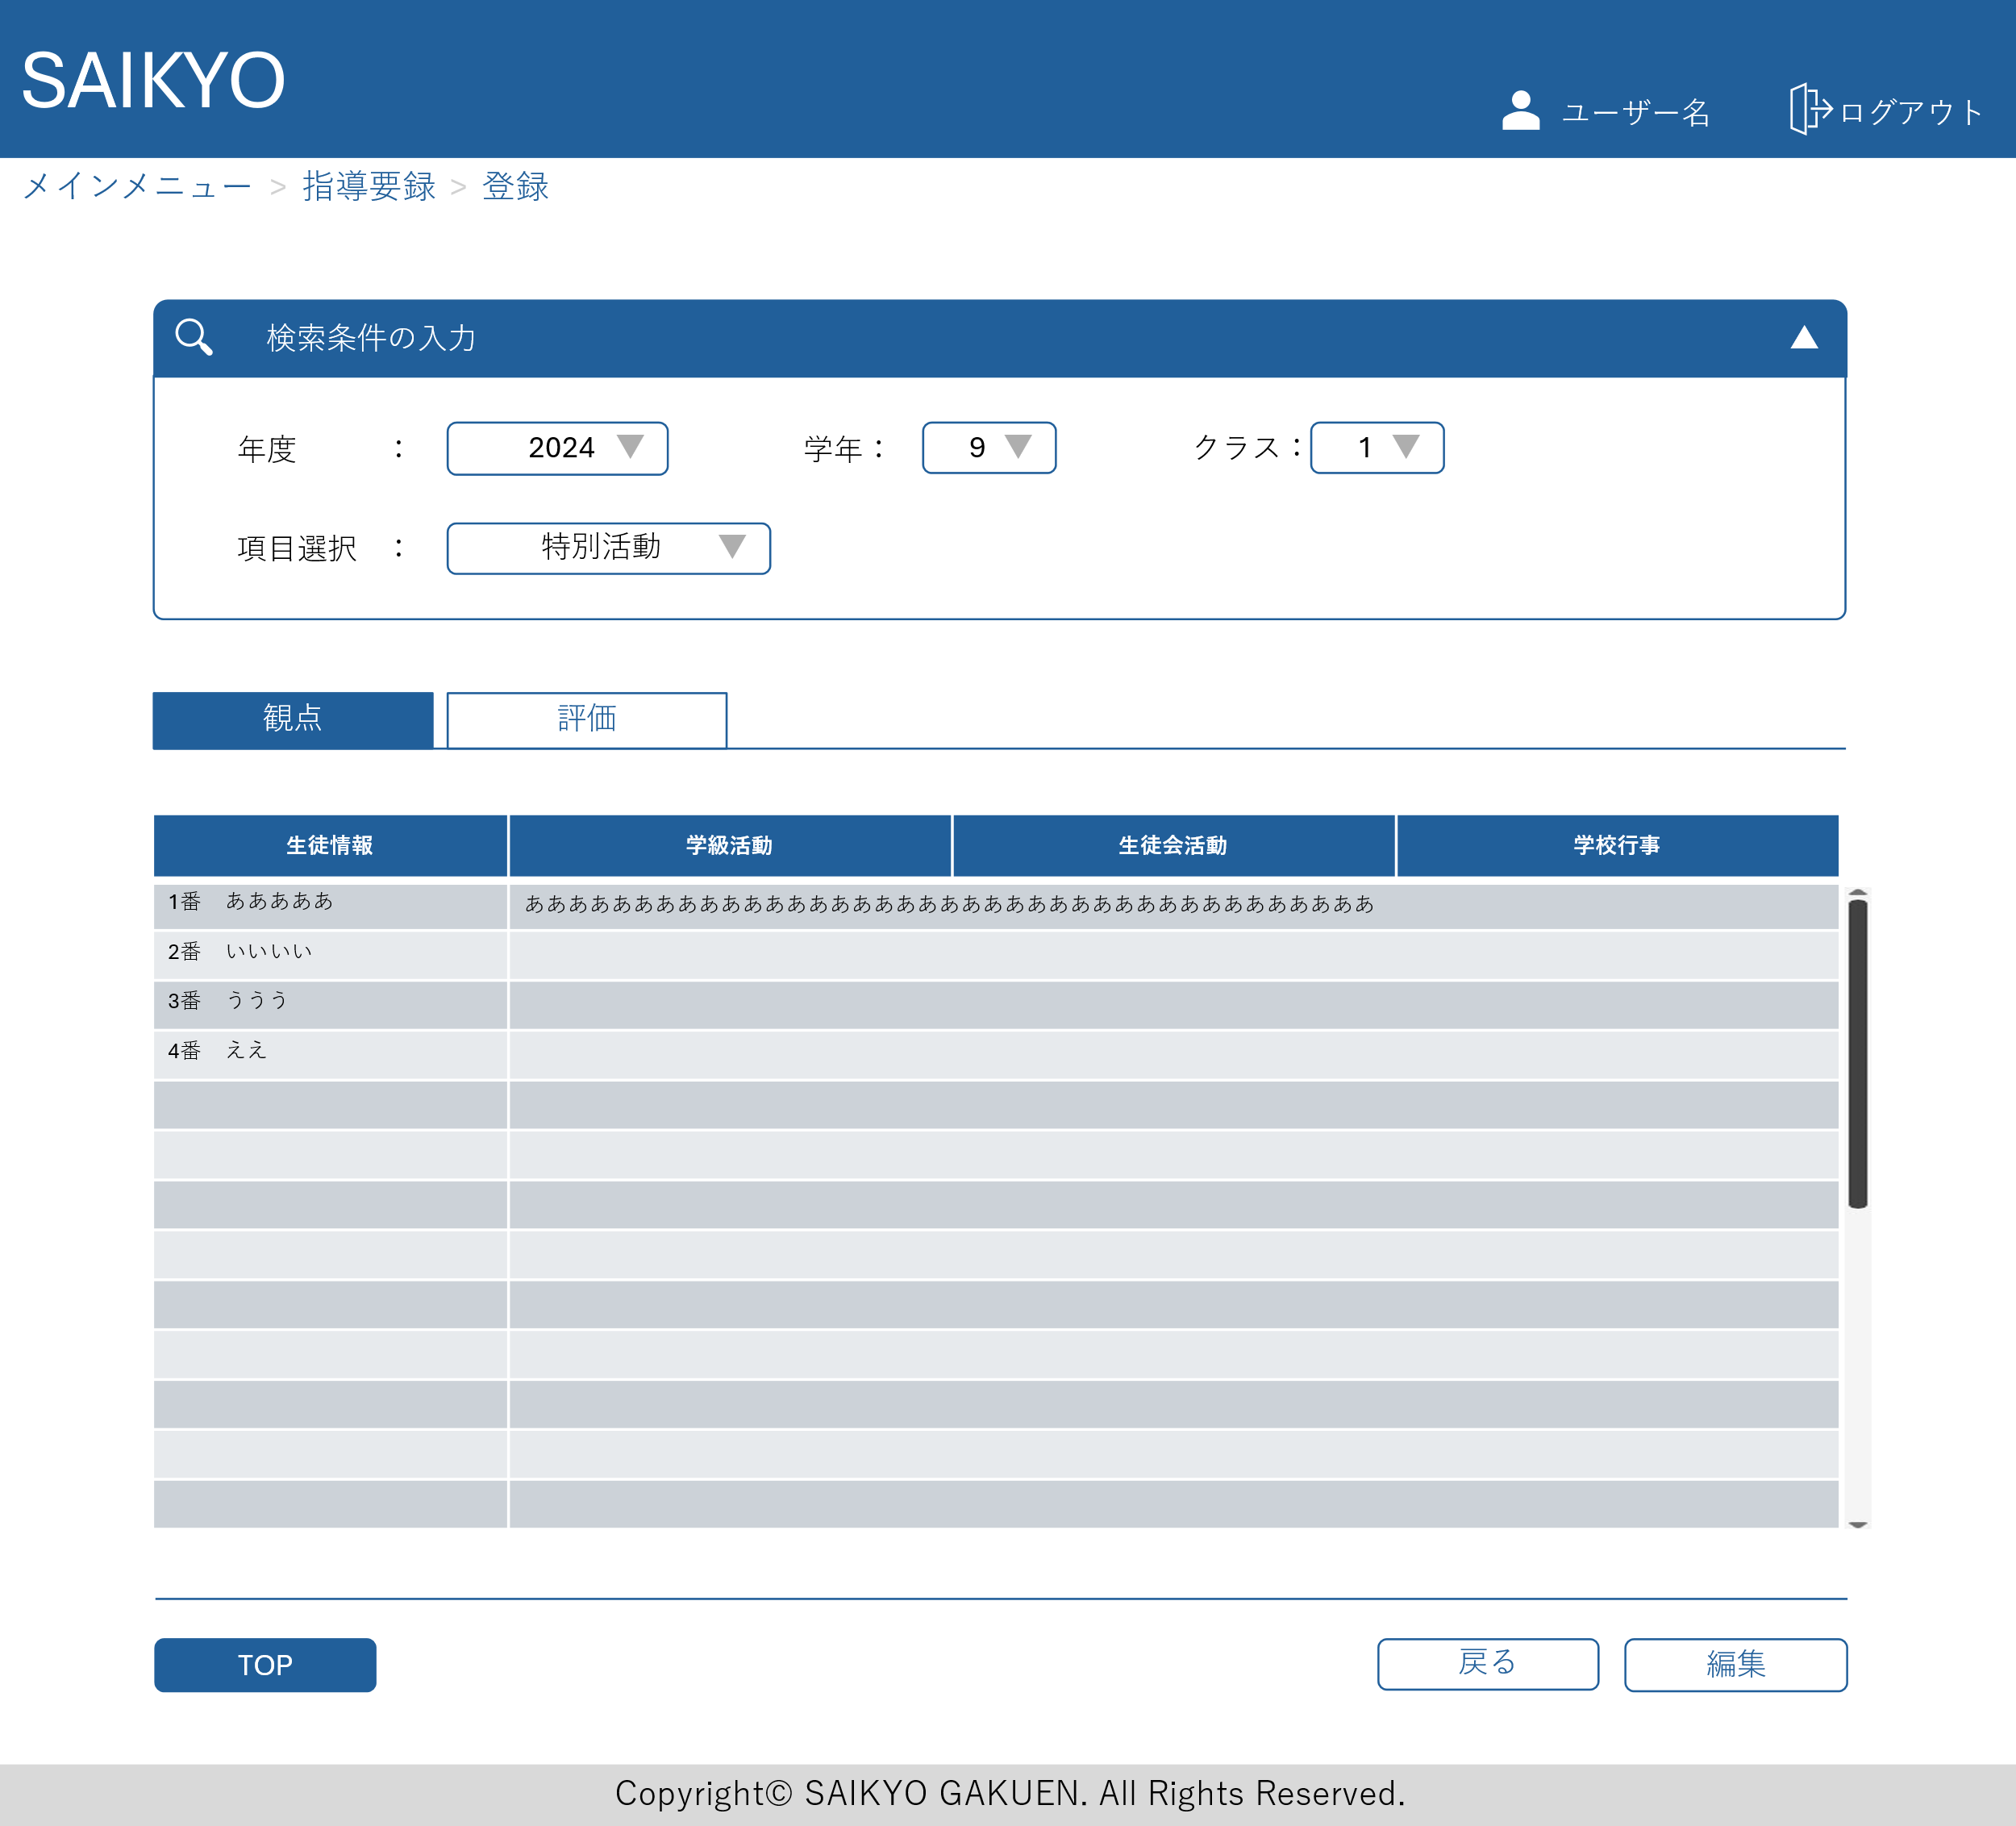 SAIKYO
ユーザー名 ログアウト
メインメニュー > 指導要録 > 登録
検索条件の入力
年度 : 2024 学年: 9 クラス: 1
項目選択 : 特別活動
観点 評価
生徒情報 学級活動 生徒会活動 学校行事
1番 あああああ あああああああああああああああああああああああああああああああああああああああ
2番 いいいい
3番 ううう
4番 ええ
TOP 戻る 編集
Copyright© SAIKYO GAKUEN. All Rights Reserved.